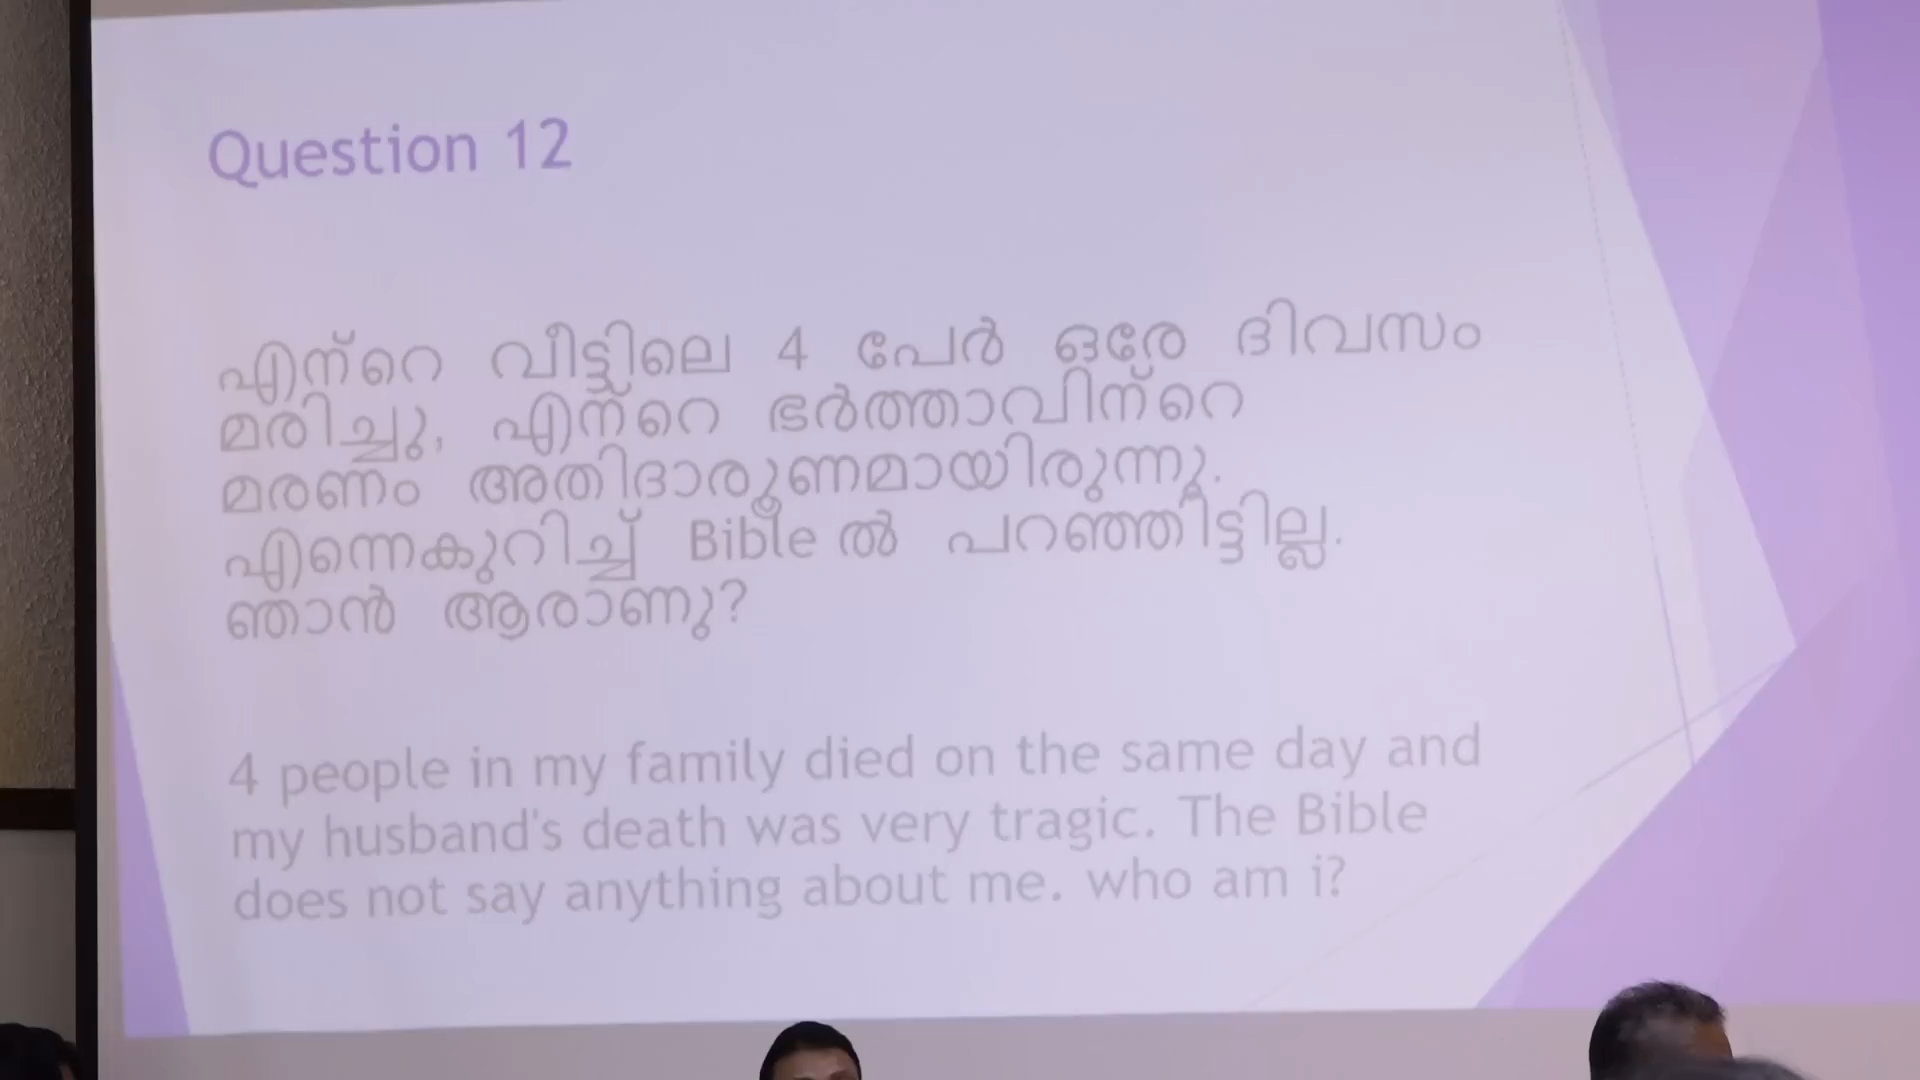 Question 12
എന്റെ വീട്ടിലെ 4 പേർ ഒരേ ദിവസം
മരിച്ചു, എന്റെ ഭർത്താവിന്റെ
മരണം അതിദാരുണമായിരുന്നു.
എന്നെകുറിച്ച് Bible ൽ പറഞ്ഞിട്ടില്ല.
ഞാൻ ആരാണു?
4 people in my family died on the same day and
my husband's death was very tragic. The Bible
does not say anything about me. who am i?